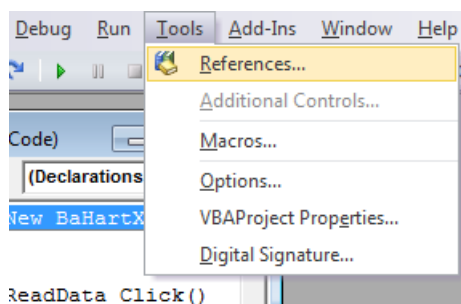 Debug Run Tools Add-Ins Window Help
References...
Additional Controls...
Code)
Macros...
(Declarations
Options...
New BaHartX
VBAProject Properties...
Digital Signature...
ReadData Click()